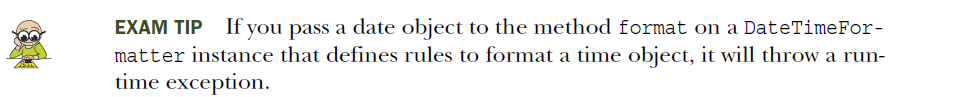 EXAM TIP If you pass a date object to the method format on a DateTimeFor-
matter instance that defines rules to format a time object, it will throw a run-
time exception.